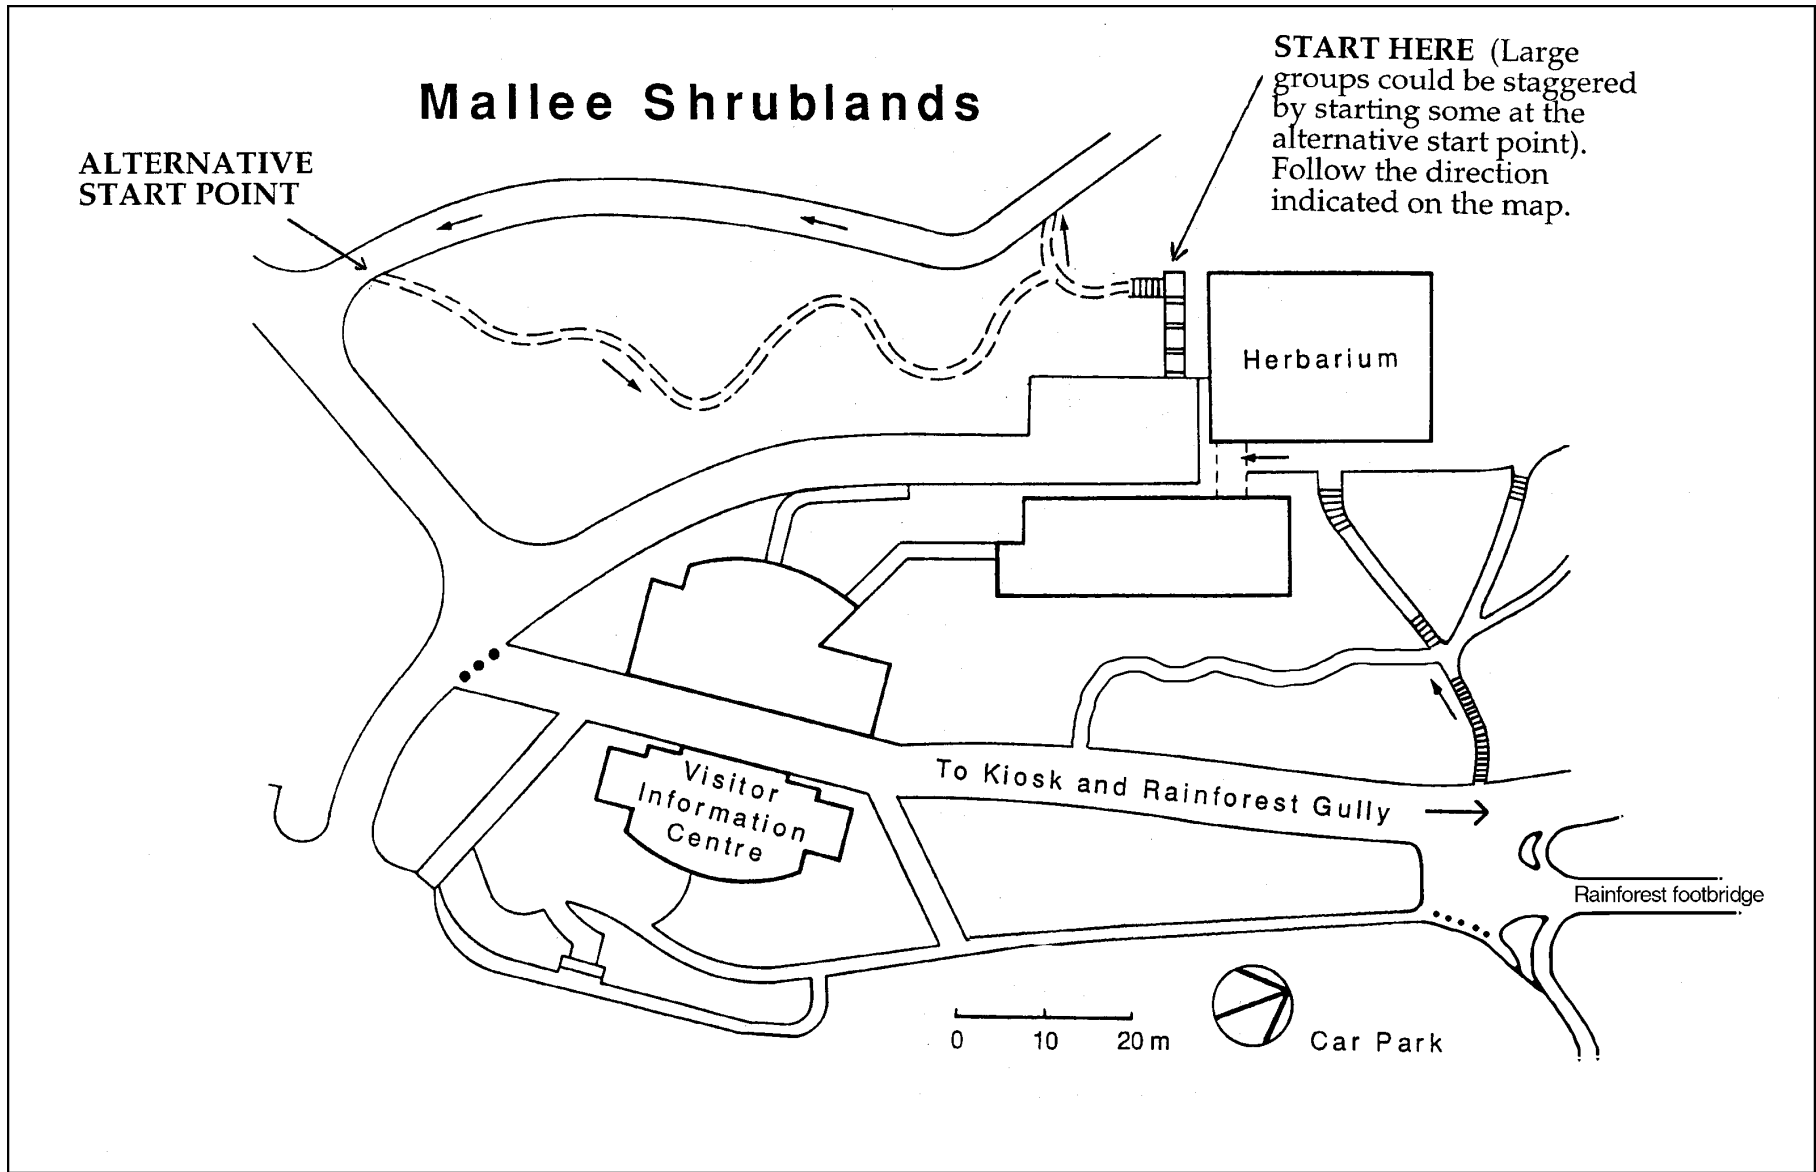 Mallee Shrublands
START HERE (Large
groups could be staggered
by starting some at the
alternative start point).
Follow the direction
indicated on the map.
ALTERNATIVE
START POINT
Herbarium
Visitor
Information
Centre
To Kiosk and Rainforest Gully
Rainforest footbridge
0 10 20 m
Car Park